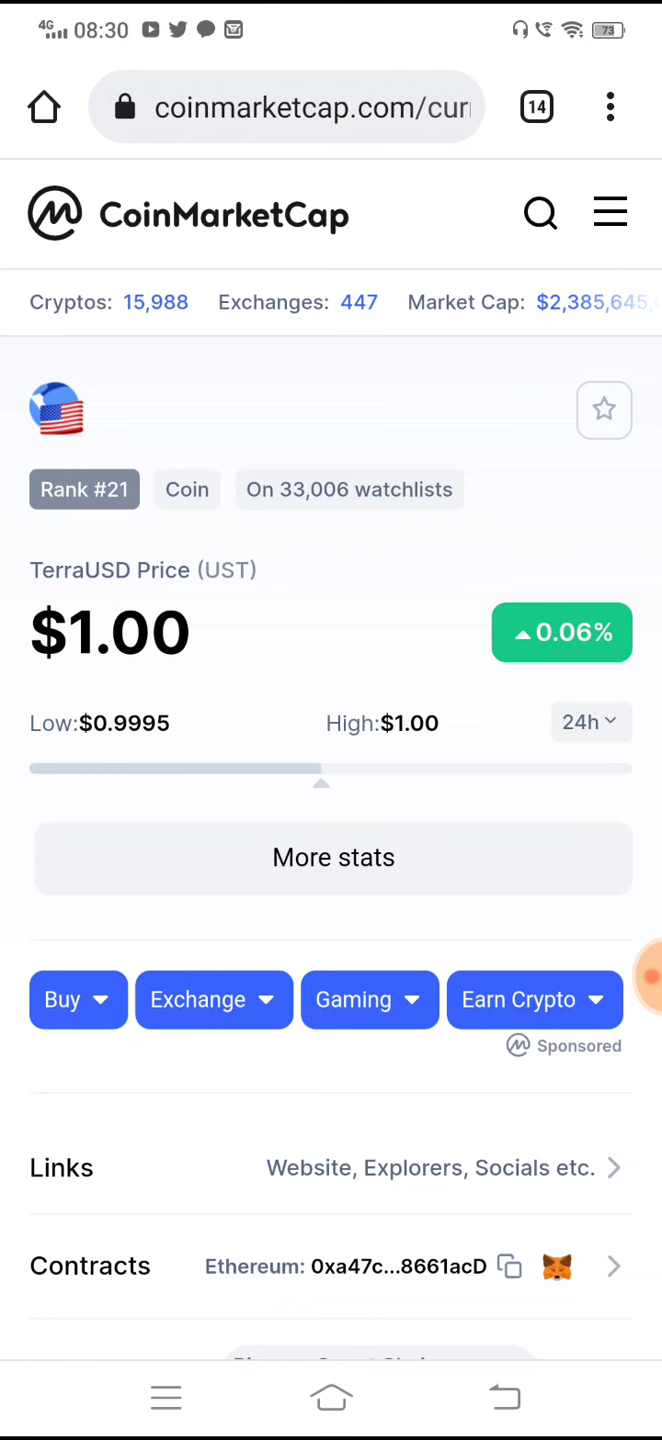 4G 08:30 73
coinmarketcap.com/cur
14
CoinMarketCap
Cryptos: 15,988 Exchanges: 447 Market Cap: $2,385,645,
Rank #21 Coin On 33,006 watchlists
TerraUSD Price (UST)
$1.00 0.06%
Low:$0.9995 High:$1.00 24h
More stats
Buy Exchange Gaming Earn Crypto
Sponsored
Links Website, Explorers, Socials etc.
Contracts Ethereum: 0xa47c...8661acD